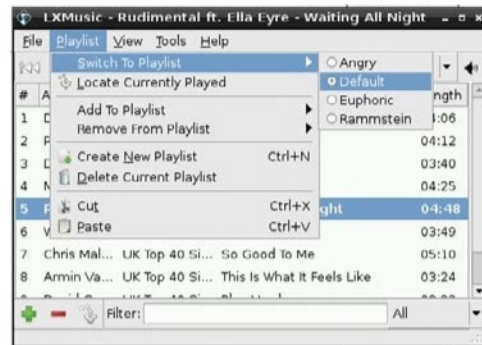 LXMusic - Rudimental ft. Ella Eyre - Waiting All Night
File Playlist View Tools Help
Switch To Playlist
Angry
Locate Currently Played
Default
# A ngth
Euphoric
Add To Playlist
Rammstein
1 :06
Remove From Playlist
2 04:12
3 03:40
Create New Playlist Ctrl+N
4 04:25
Delete Current Playlist
5 ght 04:48
Cut Ctrl+X
6 03:49
Paste Ctrl+V
7 Chris Mal... UK Top 40 Si... So Good To Me 05:10
8 Armin Va... UK Top 40 Si... This Is What It Feels Like 03:24
Filter: All